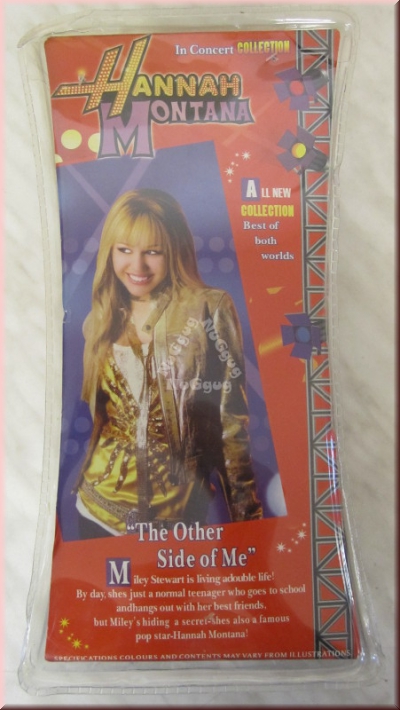 In Concert COLLECTION
HANNAH
MONTANA
ALL NEW
COLLECTION
Best of
both
worlds
NuGgug
NuGgug
NuGgug
"The Other
Side of Me"
Miley Stewart is living adouble life!
By day, shes just a normal teenager who goes to school
andhangs out with her best friends.
but Miley's hiding a secret-shes also a famous
pop star-Hannah Montana!
SPECIFICATIONS COLOURS AND CONTENTS MAY VARY FROM ILLUSTRATIONS